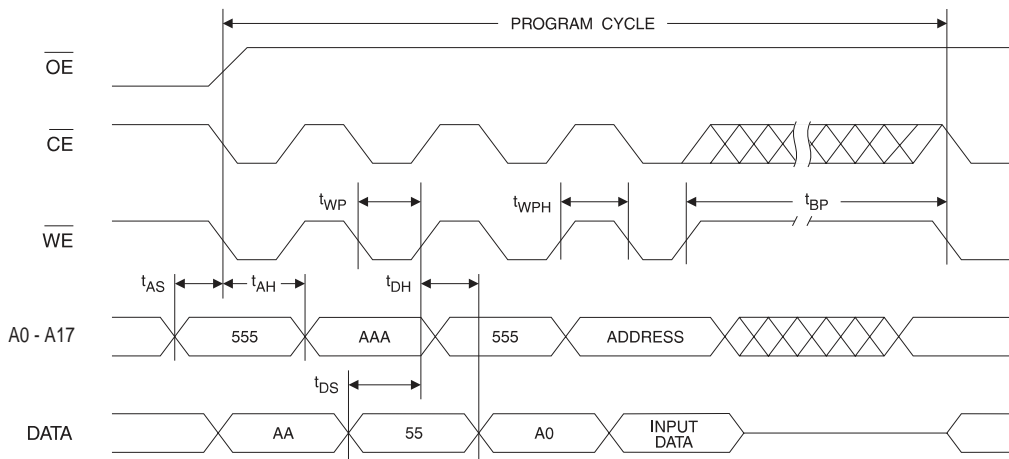 PROGRAM CYCLE
OE
CE
tWP
tWPH
tBP
WE
tAS
tAH
tDH
A0 - A17
555
AAA
555
ADDRESS
tDS
DATA
AA
55
A0
INPUT
DATA